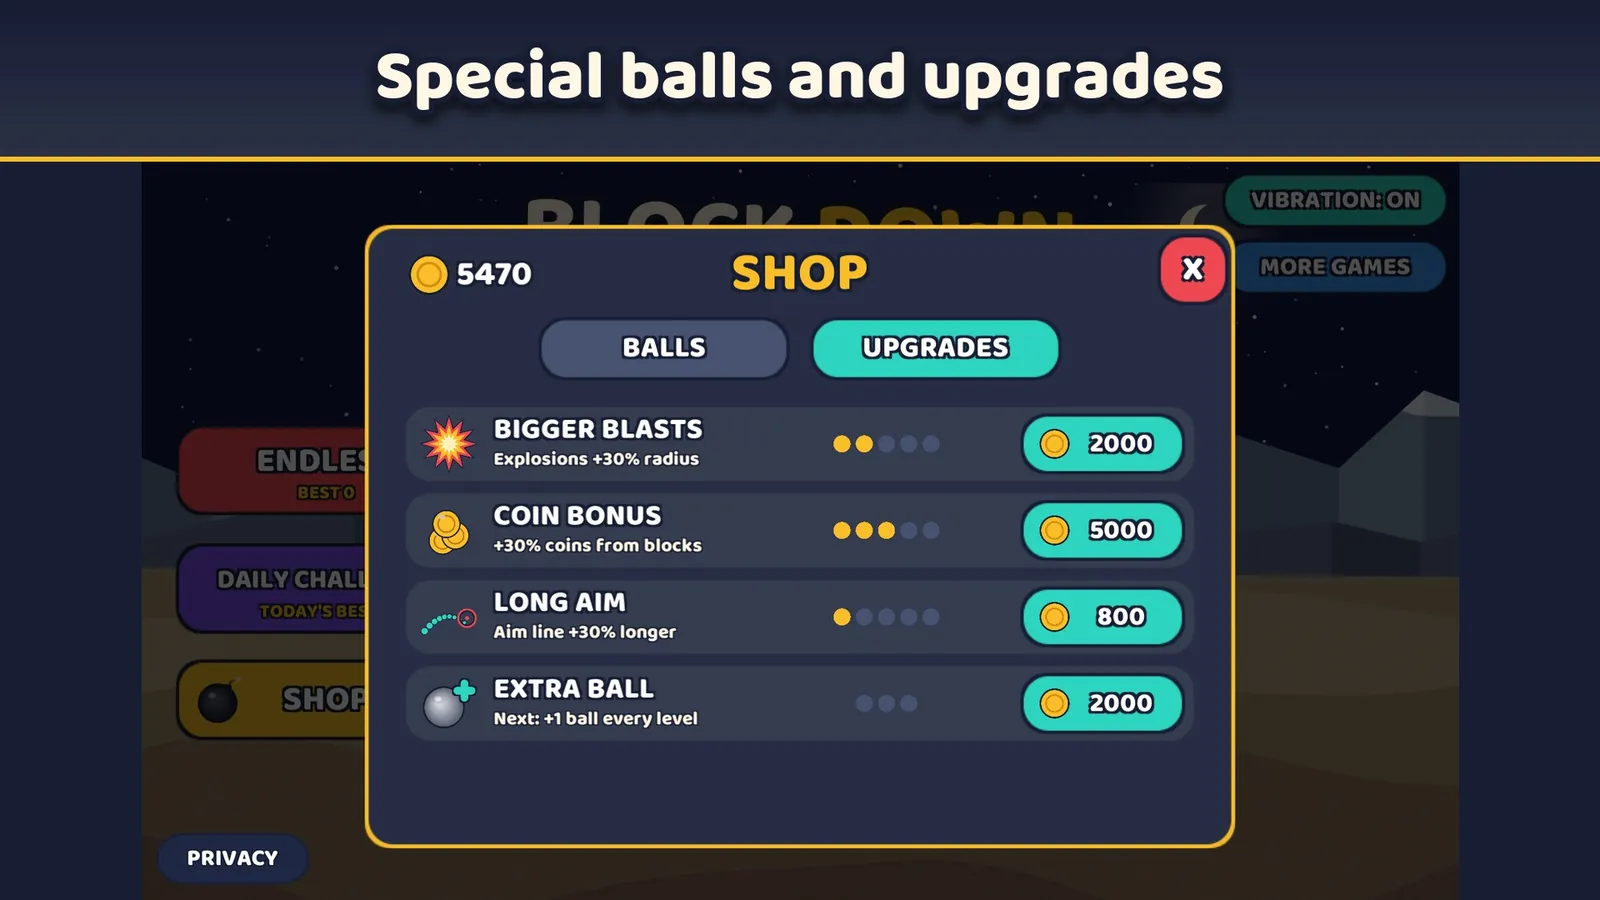 Special balls and upgrades
BLOCK DOWN
VIBRATION: ON
MORE GAMES
5470
SHOP
X
BALLS
UPGRADES
BIGGER BLASTS
Explosions +30% radius
2000
COIN BONUS
+30% coins from blocks
5000
LONG AIM
Aim line +30% longer
800
EXTRA BALL
Next: +1 ball every level
2000
ENDLES
BEST 0
DAILY CHALL
TODAY'S BES
SHOP
PRIVACY